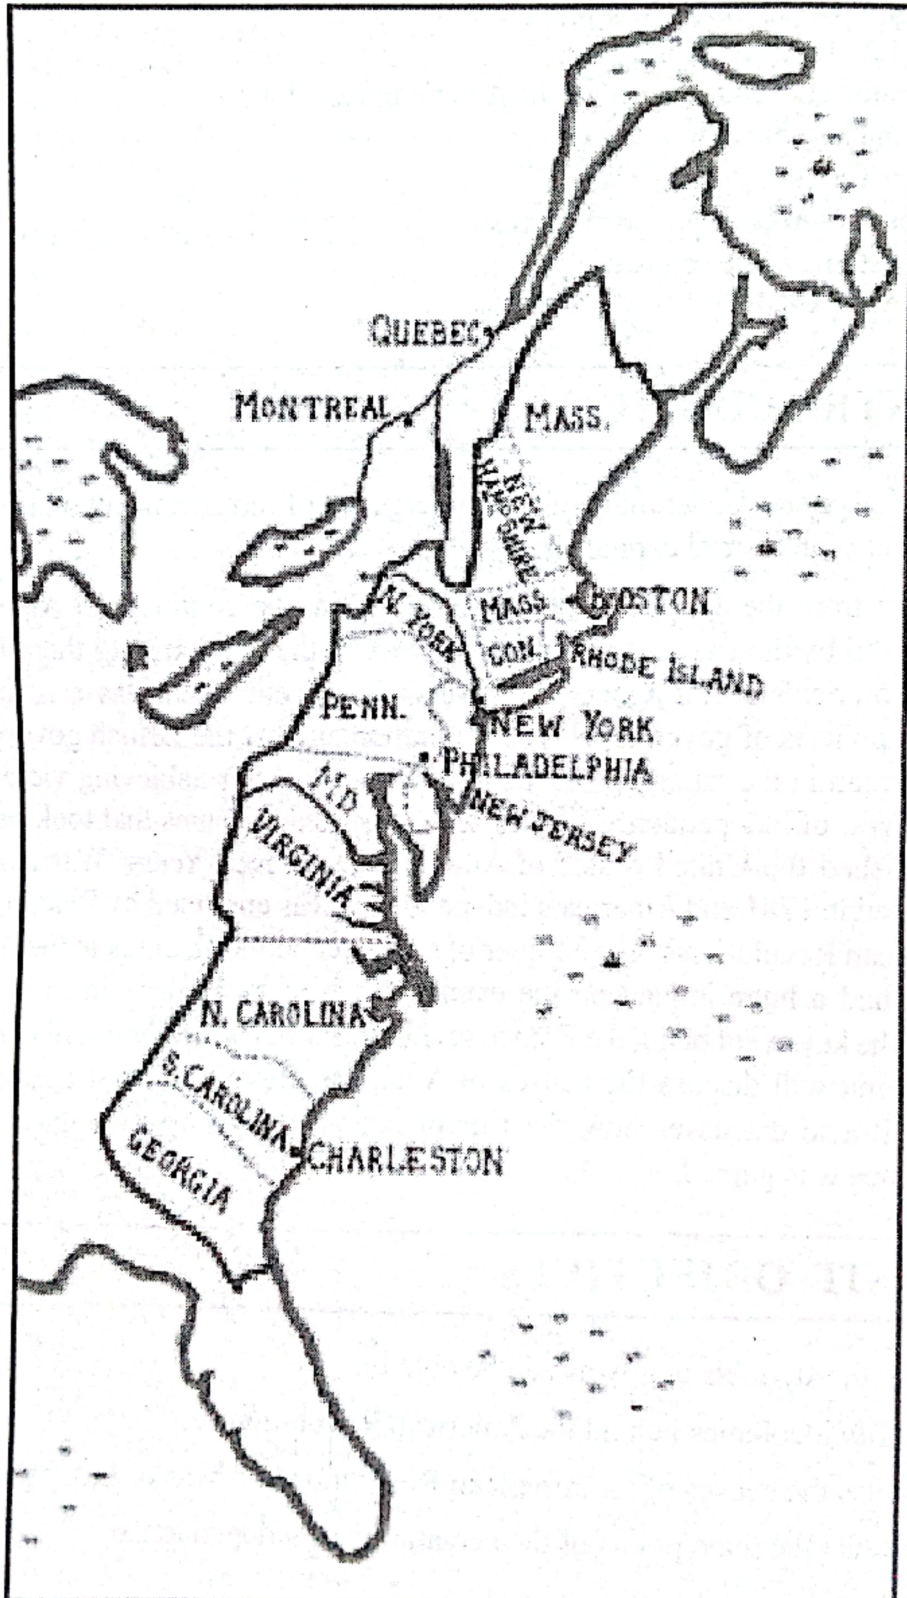 QUEBEC
MONTREAL
MASS.
NEW
HAMPSHIRE
MASS.
BOSTON
N. YORK
CON.
RHODE ISLAND
PENN.
NEW YORK
PHILADELPHIA
M.D
NEW JERSEY
VIRGINIA
N. CAROLINA
S. CAROLINA
CHARLESTON
GEORGIA